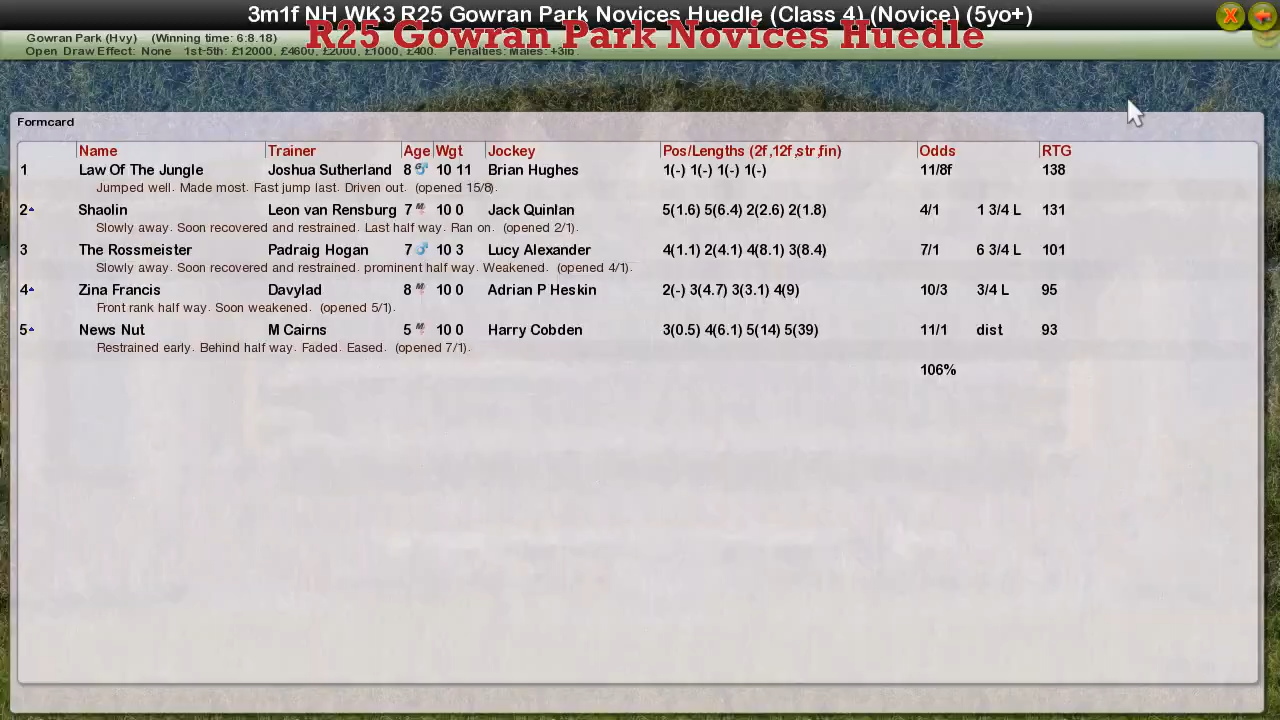 3m1f NH WK3 R25 Gowran Park Novices Huedle (Class 4) (Novice) (5yo+)
R25 Gowran Park Novices Huedle
Gowran Park (Hvy) (Winning time: 6:8.18)
Open Draw Effect: None 1st-5th: £12000, £4600, £2000, £1000, £400. Penalties: Males: +3lb.
Formcard
Name Trainer Age Wgt Jockey Pos/Lengths (2f,12f,str,fin) Odds RTG
1 Law Of The Jungle Joshua Sutherland 8 10 11 Brian Hughes 1(-) 1(-) 1(-) 1(-) 11/8f 138
Jumped well. Made most. Fast jump last. Driven out. (opened 15/8).
2 Shaolin Leon van Rensburg 7 10 0 Jack Quinlan 5(1.6) 5(6.4) 2(2.6) 2(1.8) 4/1 1 3/4 L 131
Slowly away. Soon recovered and restrained. Last half way. Ran on. (opened 2/1).
3 The Rossmeister Padraig Hogan 7 10 3 Lucy Alexander 4(1.1) 2(4.1) 4(8.1) 3(8.4) 7/1 6 3/4 L 101
Slowly away. Soon recovered and restrained. prominent half way. Weakened. (opened 4/1).
4 Zina Francis Davylad 8 10 0 Adrian P Heskin 2(-) 3(4.7) 3(3.1) 4(9) 10/3 3/4 L 95
Front rank half way. Soon weakened. (opened 5/1).
5 News Nut M Cairns 5 10 0 Harry Cobden 3(0.5) 4(6.1) 5(14) 5(39) 11/1 dist 93
Restrained early. Behind half way. Faded. Eased. (opened 7/1).
106%